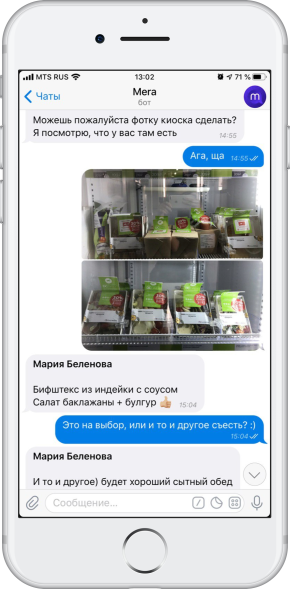 MTS RUS
13:02
71 %
Чаты
Мега
бот
m
Можешь пожалуйста фотку киоска сделать?
Я посмотрю, что у вас там есть
14:55
Ага, ща 14:55
Мария Беленова
Бифштекс из индейки с соусом
Салат баклажаны + булгур 👍🏼 15:04
Это на выбор, или и то и другое съесть? :)
15:04
Мария Беленова
И то и другое) будет хороший сытный обед
Сообщение...